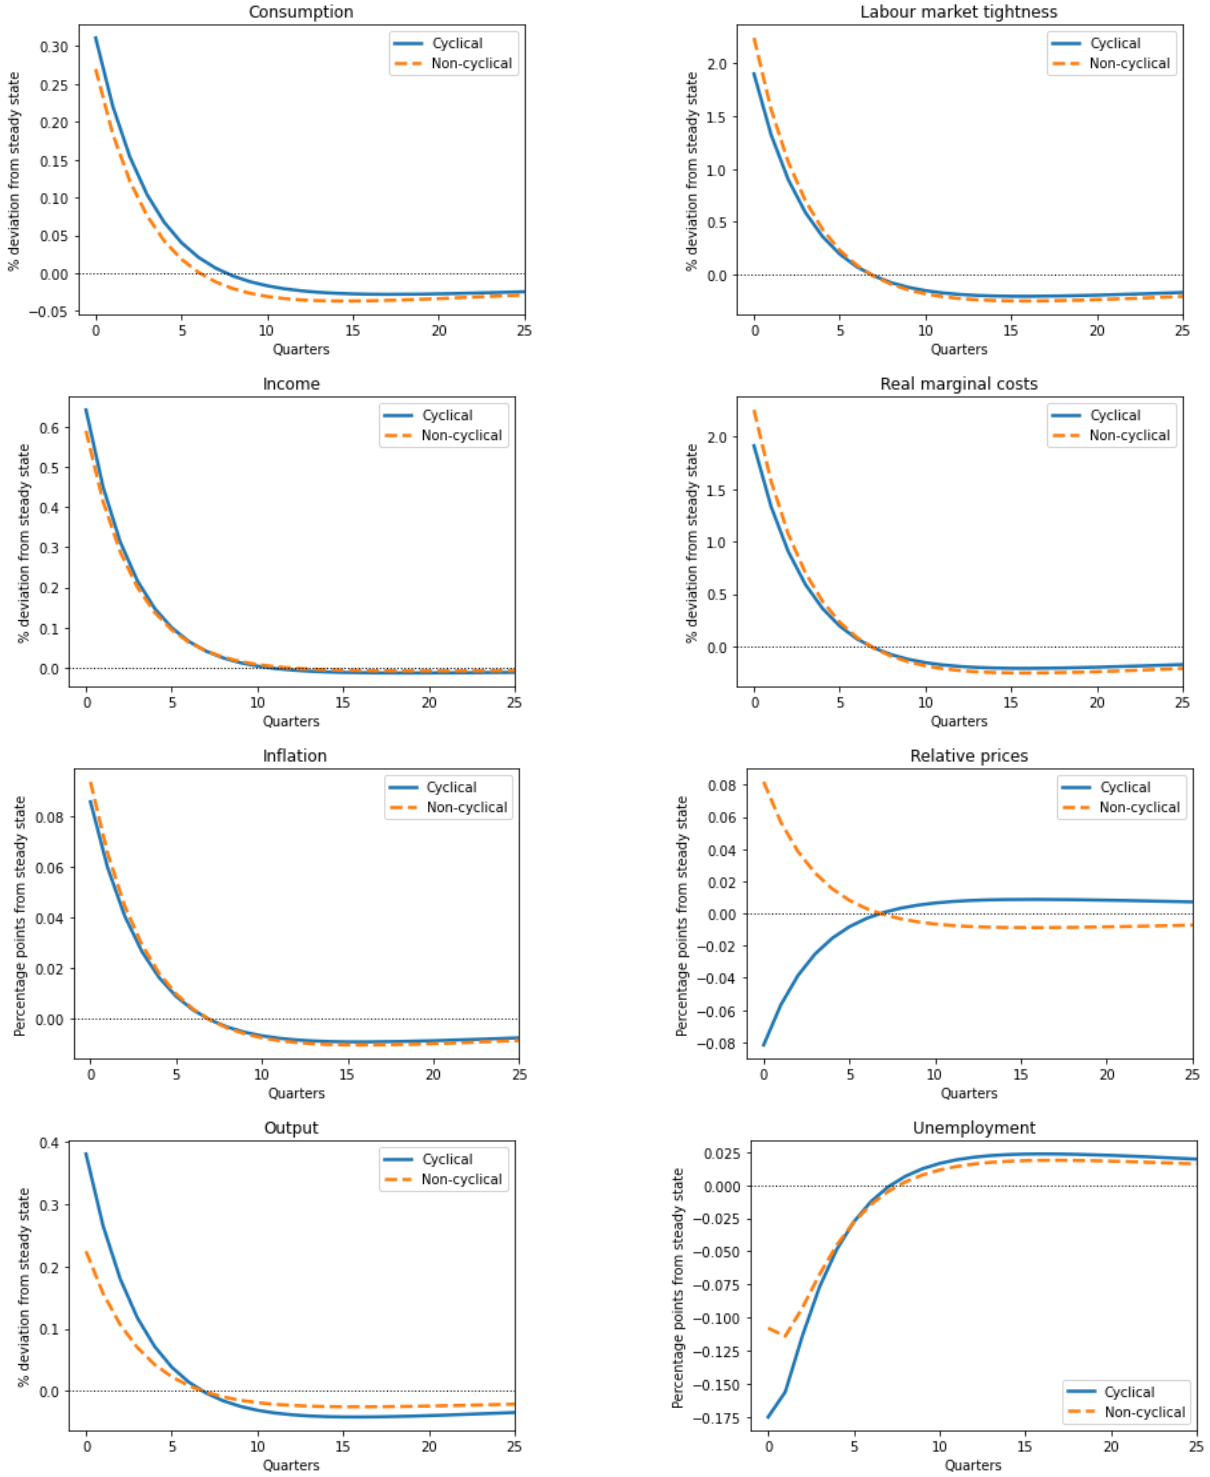 Consumption
% deviation from steady state
0.30
0.25
0.20
0.15
0.10
0.05
0.00
−0.05
Cyclical
Non-cyclical
0 5 10 15 20 25
Quarters
Labour market tightness
% deviation from steady state
2.0
1.5
1.0
0.5
0.0
Cyclical
Non-cyclical
0 5 10 15 20 25
Quarters
Income
% deviation from steady state
0.6
0.5
0.4
0.3
0.2
0.1
0.0
Cyclical
Non-cyclical
0 5 10 15 20 25
Quarters
Real marginal costs
% deviation from steady state
2.0
1.5
1.0
0.5
0.0
Cyclical
Non-cyclical
0 5 10 15 20 25
Quarters
Inflation
Percentage points from steady state
0.08
0.06
0.04
0.02
0.00
Cyclical
Non-cyclical
0 5 10 15 20 25
Quarters
Relative prices
Percentage points from steady state
0.08
0.06
0.04
0.02
0.00
−0.02
−0.04
−0.06
−0.08
Cyclical
Non-cyclical
0 5 10 15 20 25
Quarters
Output
% deviation from steady state
0.4
0.3
0.2
0.1
0.0
Cyclical
Non-cyclical
0 5 10 15 20 25
Quarters
Unemployment
Percentage points from steady state
0.025
0.000
−0.025
−0.050
−0.075
−0.100
−0.125
−0.150
−0.175
Cyclical
Non-cyclical
0 5 10 15 20 25
Quarters